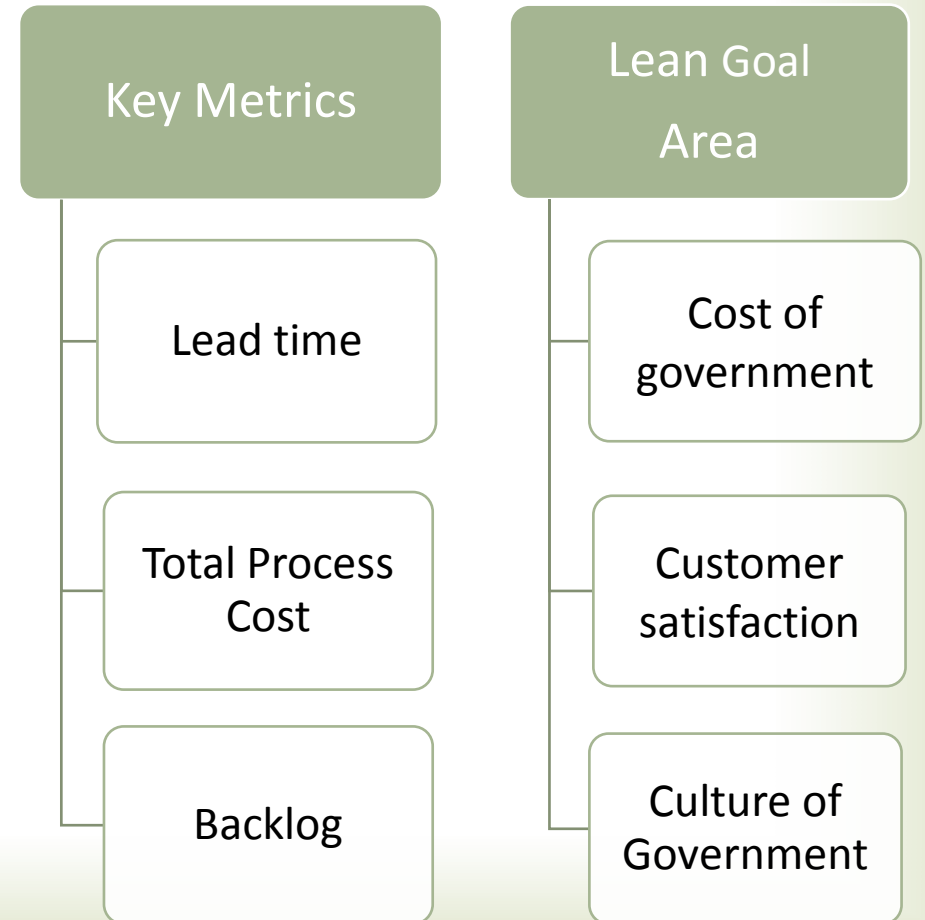 Key Metrics
Lead time
Total Process
Cost
Backlog
Lean Goal
Area
Cost of
government
Customer
satisfaction
Culture of
Government